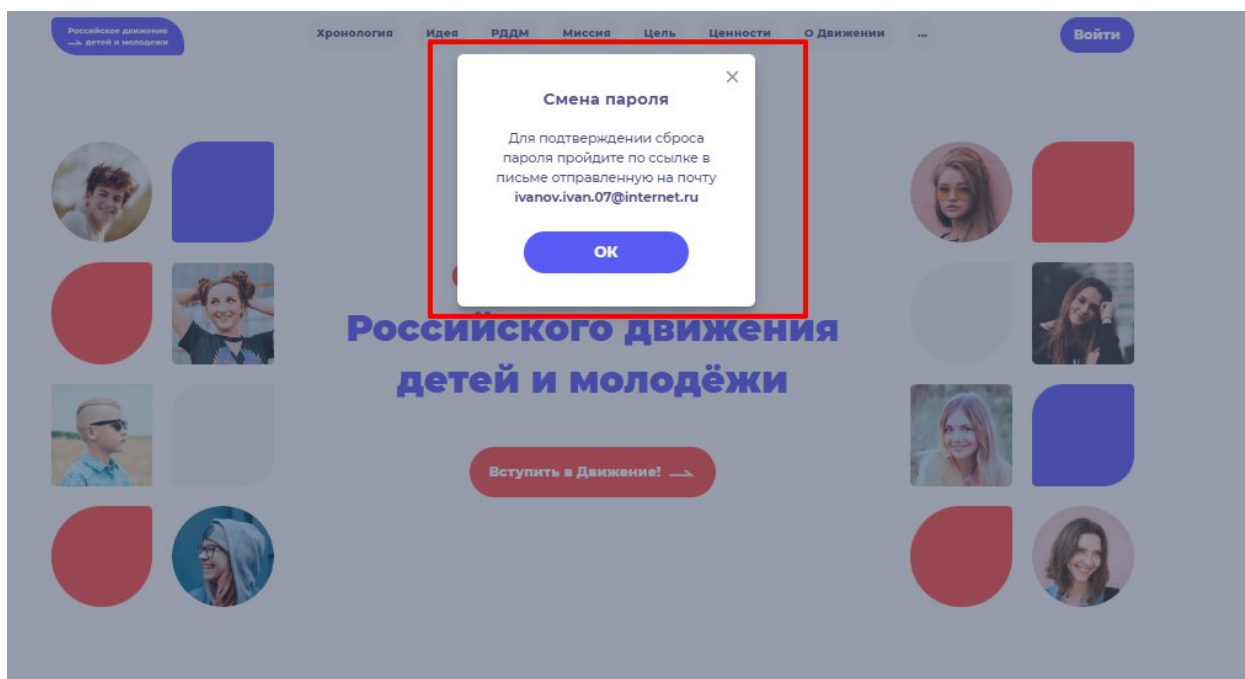 Российское движение
детей и молодежи
Хронология Идея РДДМ Миссия Цель Ценности О Движении ...
Войти
Смена пароля
Для подтверждении сброса
пароля пройдите по ссылке в
письме отправленную на почту
ivanov.ivan.07@internet.ru
ОК
Российского движения
детей и молодёжи
Вступить в Движение!